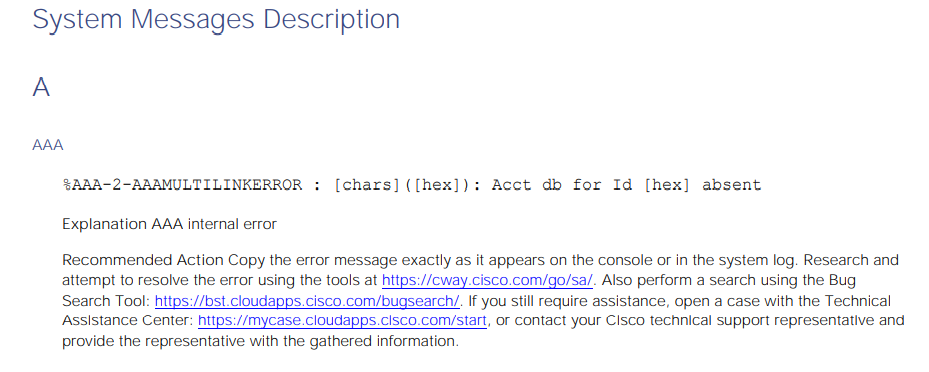 System Messages Description
A
AAA
%AAA-2-AAAMULTILINKERROR : [chars]([hex]): Acct db for Id [hex] absent
Explanation AAA internal error
Recommended Action Copy the error message exactly as it appears on the console or in the system log. Research and
attempt to resolve the error using the tools at https://cway.cisco.com/go/sa/. Also perform a search using the Bug
Search Tool: https://bst.cloudapps.cisco.com/bugsearch/. If you still require assistance, open a case with the Technical
Assistance Center: https://mycase.cloudapps.cisco.com/start, or contact your Cisco technical support representative and
provide the representative with the gathered information.